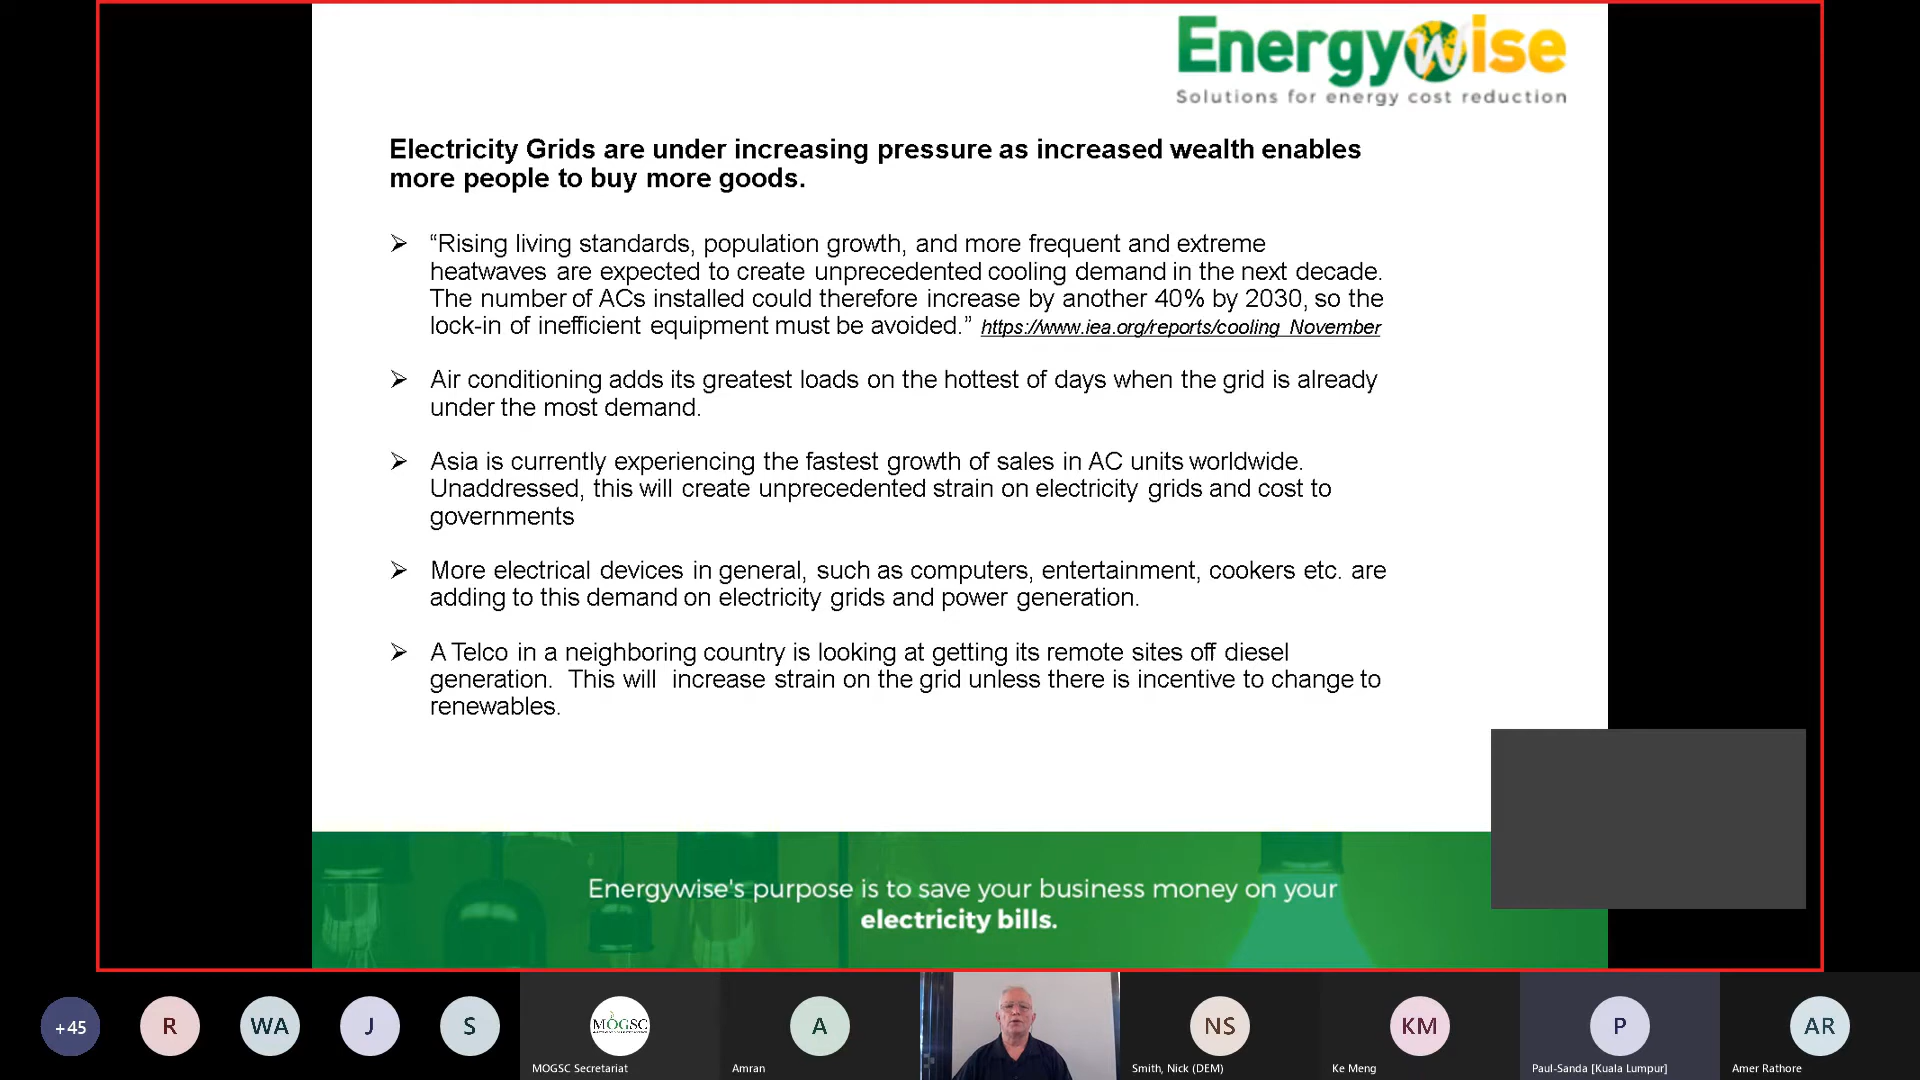 Energywise
Solutions for energy cost reduction
Electricity Grids are under increasing pressure as increased wealth enables
more people to buy more goods.
➢ “Rising living standards, population growth, and more frequent and extreme
heatwaves are expected to create unprecedented cooling demand in the next decade.
The number of ACs installed could therefore increase by another 40% by 2030, so the
lock-in of inefficient equipment must be avoided.” https://www.iea.org/reports/cooling November
➢ Air conditioning adds its greatest loads on the hottest of days when the grid is already
under the most demand.
➢ Asia is currently experiencing the fastest growth of sales in AC units worldwide.
Unaddressed, this will create unprecedented strain on electricity grids and cost to
governments
➢ More electrical devices in general, such as computers, entertainment, cookers etc. are
adding to this demand on electricity grids and power generation.
➢ A Telco in a neighboring country is looking at getting its remote sites off diesel
generation.  This will  increase strain on the grid unless there is incentive to change to
renewables.
Energywise's purpose is to save your business money on your
electricity bills.
+45 R WA J S MOGSC A NS KM P AR
MOGSC Secretariat Amran Smith, Nick (DEM) Ke Meng Paul-Sanda [Kuala Lumpur] Amer Rathore